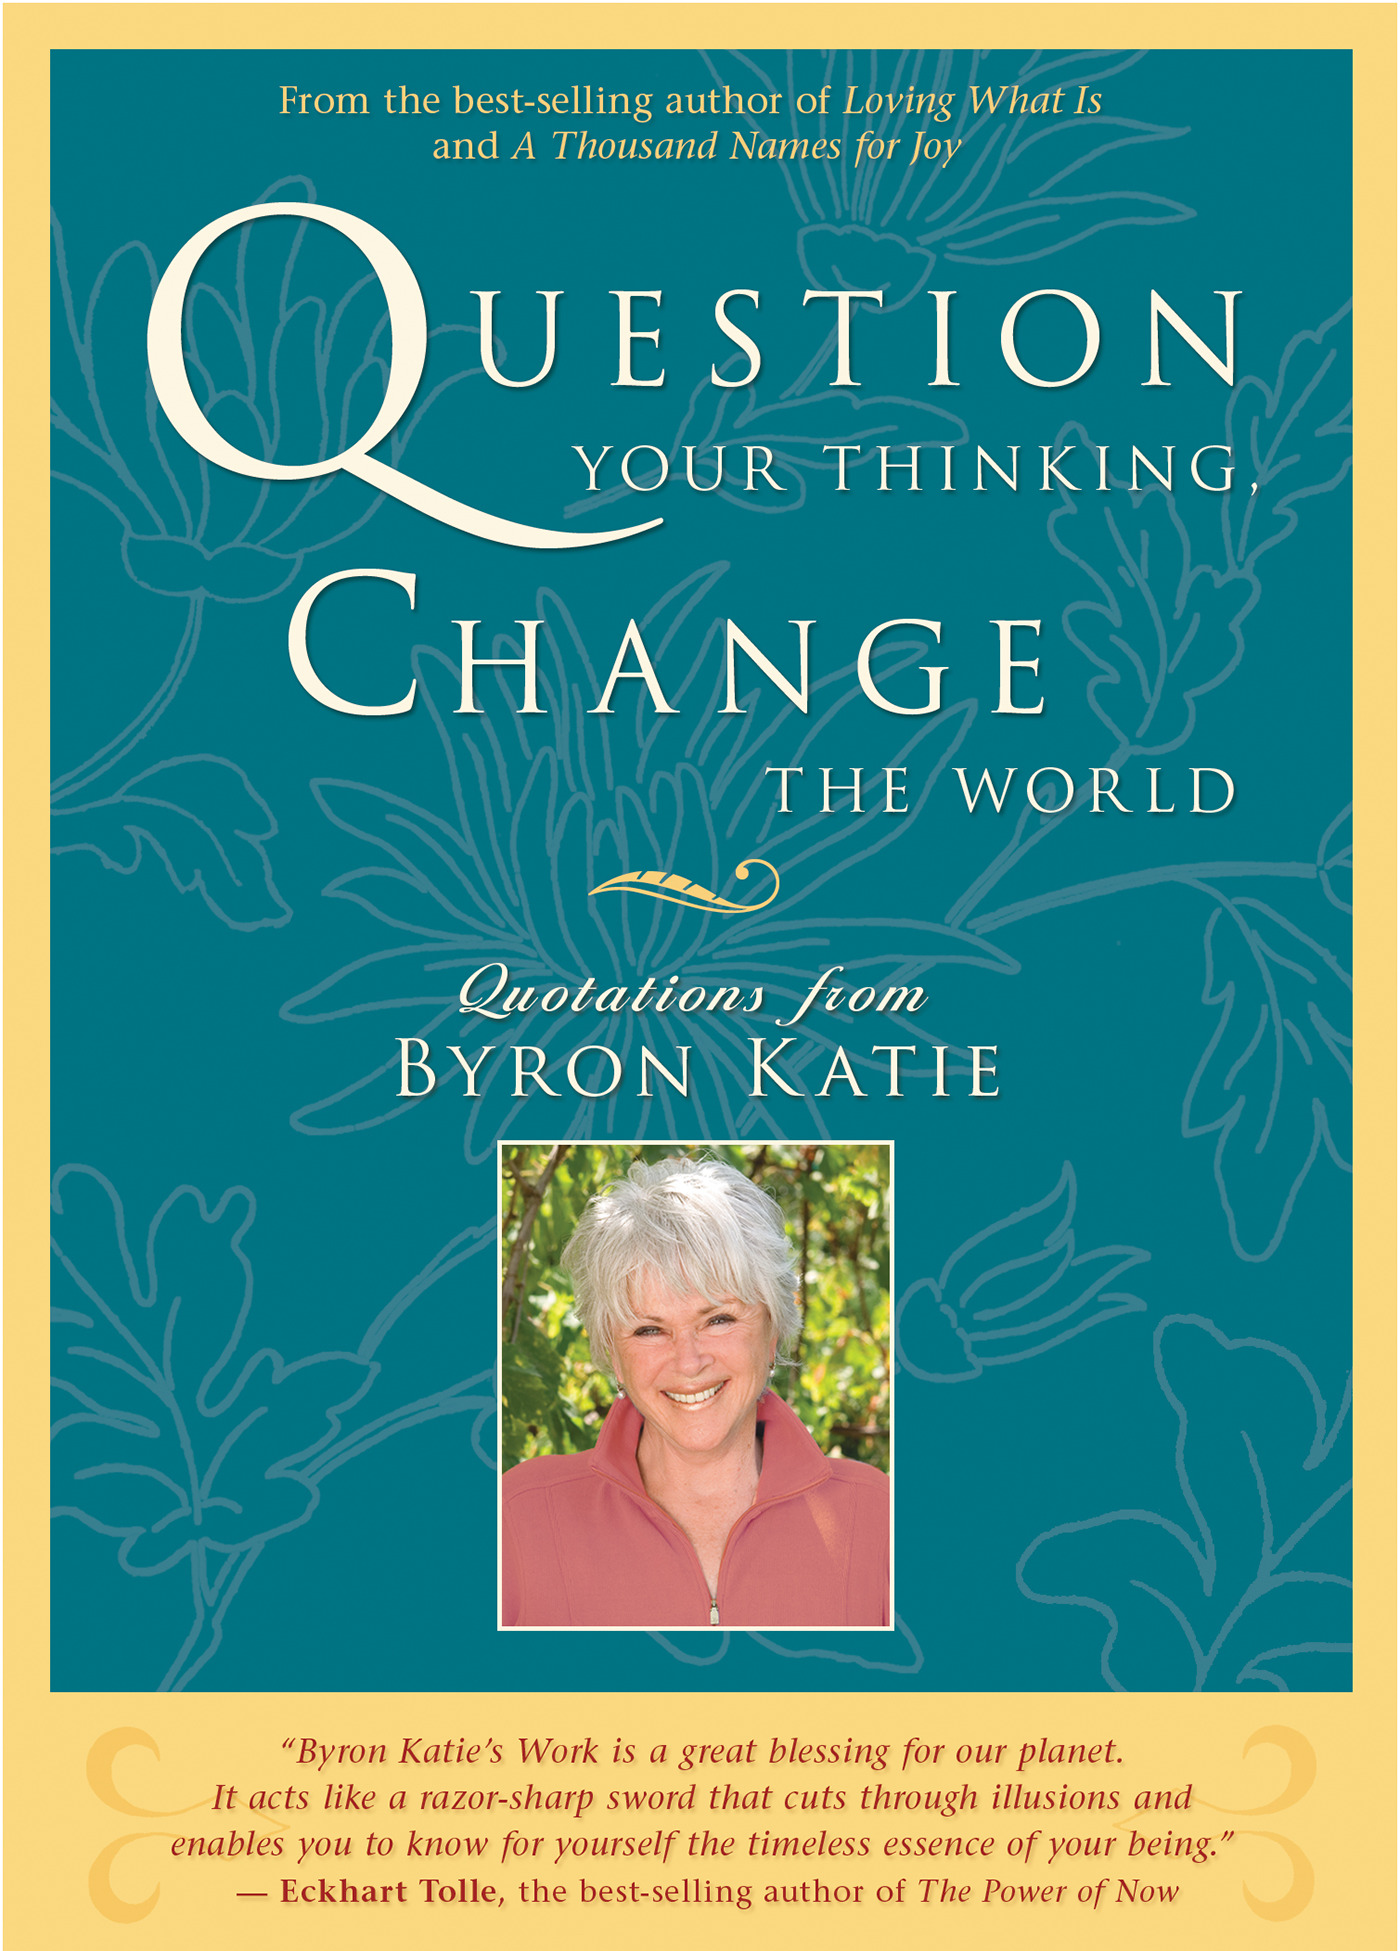 From the best-selling author of Loving What Is
and A Thousand Names for Joy
QUESTION
YOUR THINKING,
CHANGE
THE WORLD
Quotations from
BYRON KATIE
“Byron Katie’s Work is a great blessing for our planet.
It acts like a razor-sharp sword that cuts through illusions and
enables you to know for yourself the timeless essence of your being.”
— Eckhart Tolle, the best-selling author of The Power of Now